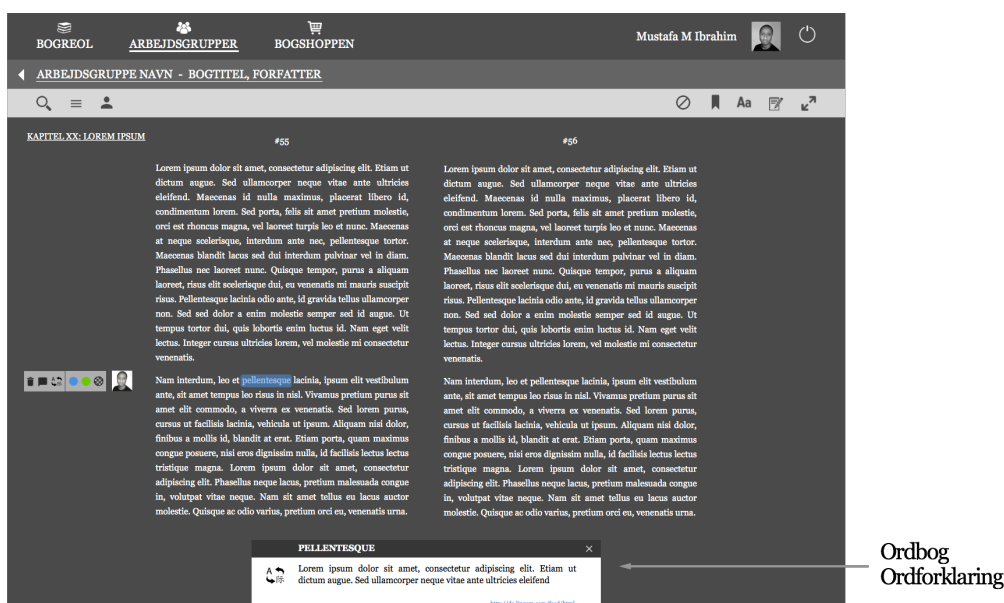 BOGREOL ARBEJDSGRUPPER BOGSHOPPEN Mustafa M Ibrahim
ARBEJDSGRUPPE NAVN - BOGTITEL, FORFATTER
Aa
KAPITEL XX: LOREM IPSUM
#55
Lorem ipsum dolor sit amet, consectetur adipiscing elit. Etiam ut
dictum augue. Sed ullamcorper neque vitae ante ultricies
eleifend. Maecenas id nulla maximus, placerat libero id,
condimentum lorem. Sed porta, felis sit amet pretium molestie,
orci est rhoncus magna, vel laoreet turpis leo et nunc. Maecenas
at neque scelerisque, interdum ante nec, pellentesque tortor.
Maecenas blandit lacus sed dui interdum pulvinar vel in diam.
Phasellus nec laoreet nunc. Quisque tempor, purus a aliquam
laoreet, risus elit scelerisque dui, eu venenatis mi mauris suscipit
risus. Pellentesque lacinia odio ante, id gravida tellus ullamcorper
non. Sed sed dolor a enim molestie semper sed id augue. Ut
tempus tortor dui, quis lobortis enim luctus id. Nam eget velit
lectus. Integer cursus ultricies lorem, vel molestie mi consectetur
venenatis.
Nam interdum, leo et pellentesque lacinia, ipsum elit vestibulum
ante, sit amet tempus leo risus in nisl. Vivamus pretium purus sit
amet elit commodo, a viverra ex venenatis. Sed lorem purus,
cursus ut facilisis lacinia, vehicula ut ipsum. Aliquam nisi dolor,
finibus a mollis id, blandit at erat. Etiam porta, quam maximus
congue posuere, nisi eros dignissim nulla, id facilisis lectus lectus
tristique magna. Lorem ipsum dolor sit amet, consectetur
adipiscing elit. Phasellus neque lacus, pretium malesuada congue
in, volutpat vitae neque. Nam sit amet tellus eu lacus auctor
molestie. Quisque ac odio varius, pretium orci eu, venenatis urna.
#56
Lorem ipsum dolor sit amet, consectetur adipiscing elit. Etiam ut
dictum augue. Sed ullamcorper neque vitae ante ultricies
eleifend. Maecenas id nulla maximus, placerat libero id,
condimentum lorem. Sed porta, felis sit amet pretium molestie,
orci est rhoncus magna, vel laoreet turpis leo et nunc. Maecenas
at neque scelerisque, interdum ante nec, pellentesque tortor.
Maecenas blandit lacus sed dui interdum pulvinar vel in diam.
Phasellus nec laoreet nunc. Quisque tempor, purus a aliquam
laoreet, risus elit scelerisque dui, eu venenatis mi mauris suscipit
risus. Pellentesque lacinia odio ante, id gravida tellus ullamcorper
non. Sed sed dolor a enim molestie semper sed id augue. Ut
tempus tortor dui, quis lobortis enim luctus id. Nam eget velit
lectus. Integer cursus ultricies lorem, vel molestie mi consectetur
venenatis.
Nam interdum, leo et pellentesque lacinia, ipsum elit vestibulum
ante, sit amet tempus leo risus in nisl. Vivamus pretium purus sit
amet elit commodo, a viverra ex venenatis. Sed lorem purus,
cursus ut facilisis lacinia, vehicula ut ipsum. Aliquam nisi dolor,
finibus a mollis id, blandit at erat. Etiam porta, quam maximus
congue posuere, nisi eros dignissim nulla, id facilisis lectus lectus
tristique magna. Lorem ipsum dolor sit amet, consectetur
adipiscing elit. Phasellus neque lacus, pretium malesuada congue
in, volutpat vitae neque. Nam sit amet tellus eu lacus auctor
molestie. Quisque ac odio varius, pretium orci eu, venenatis urna.
PELLENTESQUE
Lorem ipsum dolor sit amet, consectetur adipiscing elit. Etiam ut
dictum augue. Sed ullamcorper neque vitae ante ultricies eleifend
Ordbog
Ordforklaring